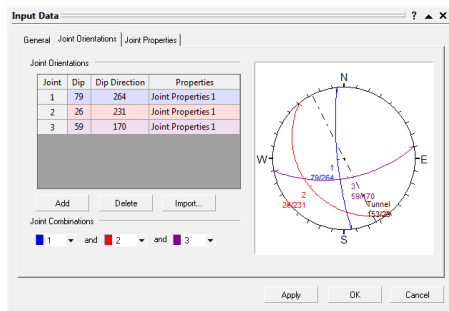 Input Data ? ▲ X
General Joint Orientations Joint Properties
Joint Orientations
Joint Dip Dip Direction Properties
1 79 264 Joint Properties 1
2 26 231 Joint Properties 1
3 59 170 Joint Properties 1
Add Delete Import...
Joint Combinations
1 and 2 and 3
N
W
E
S
1
79/264
2
26/231
3
59/170
Tunnel
Apply OK Cancel